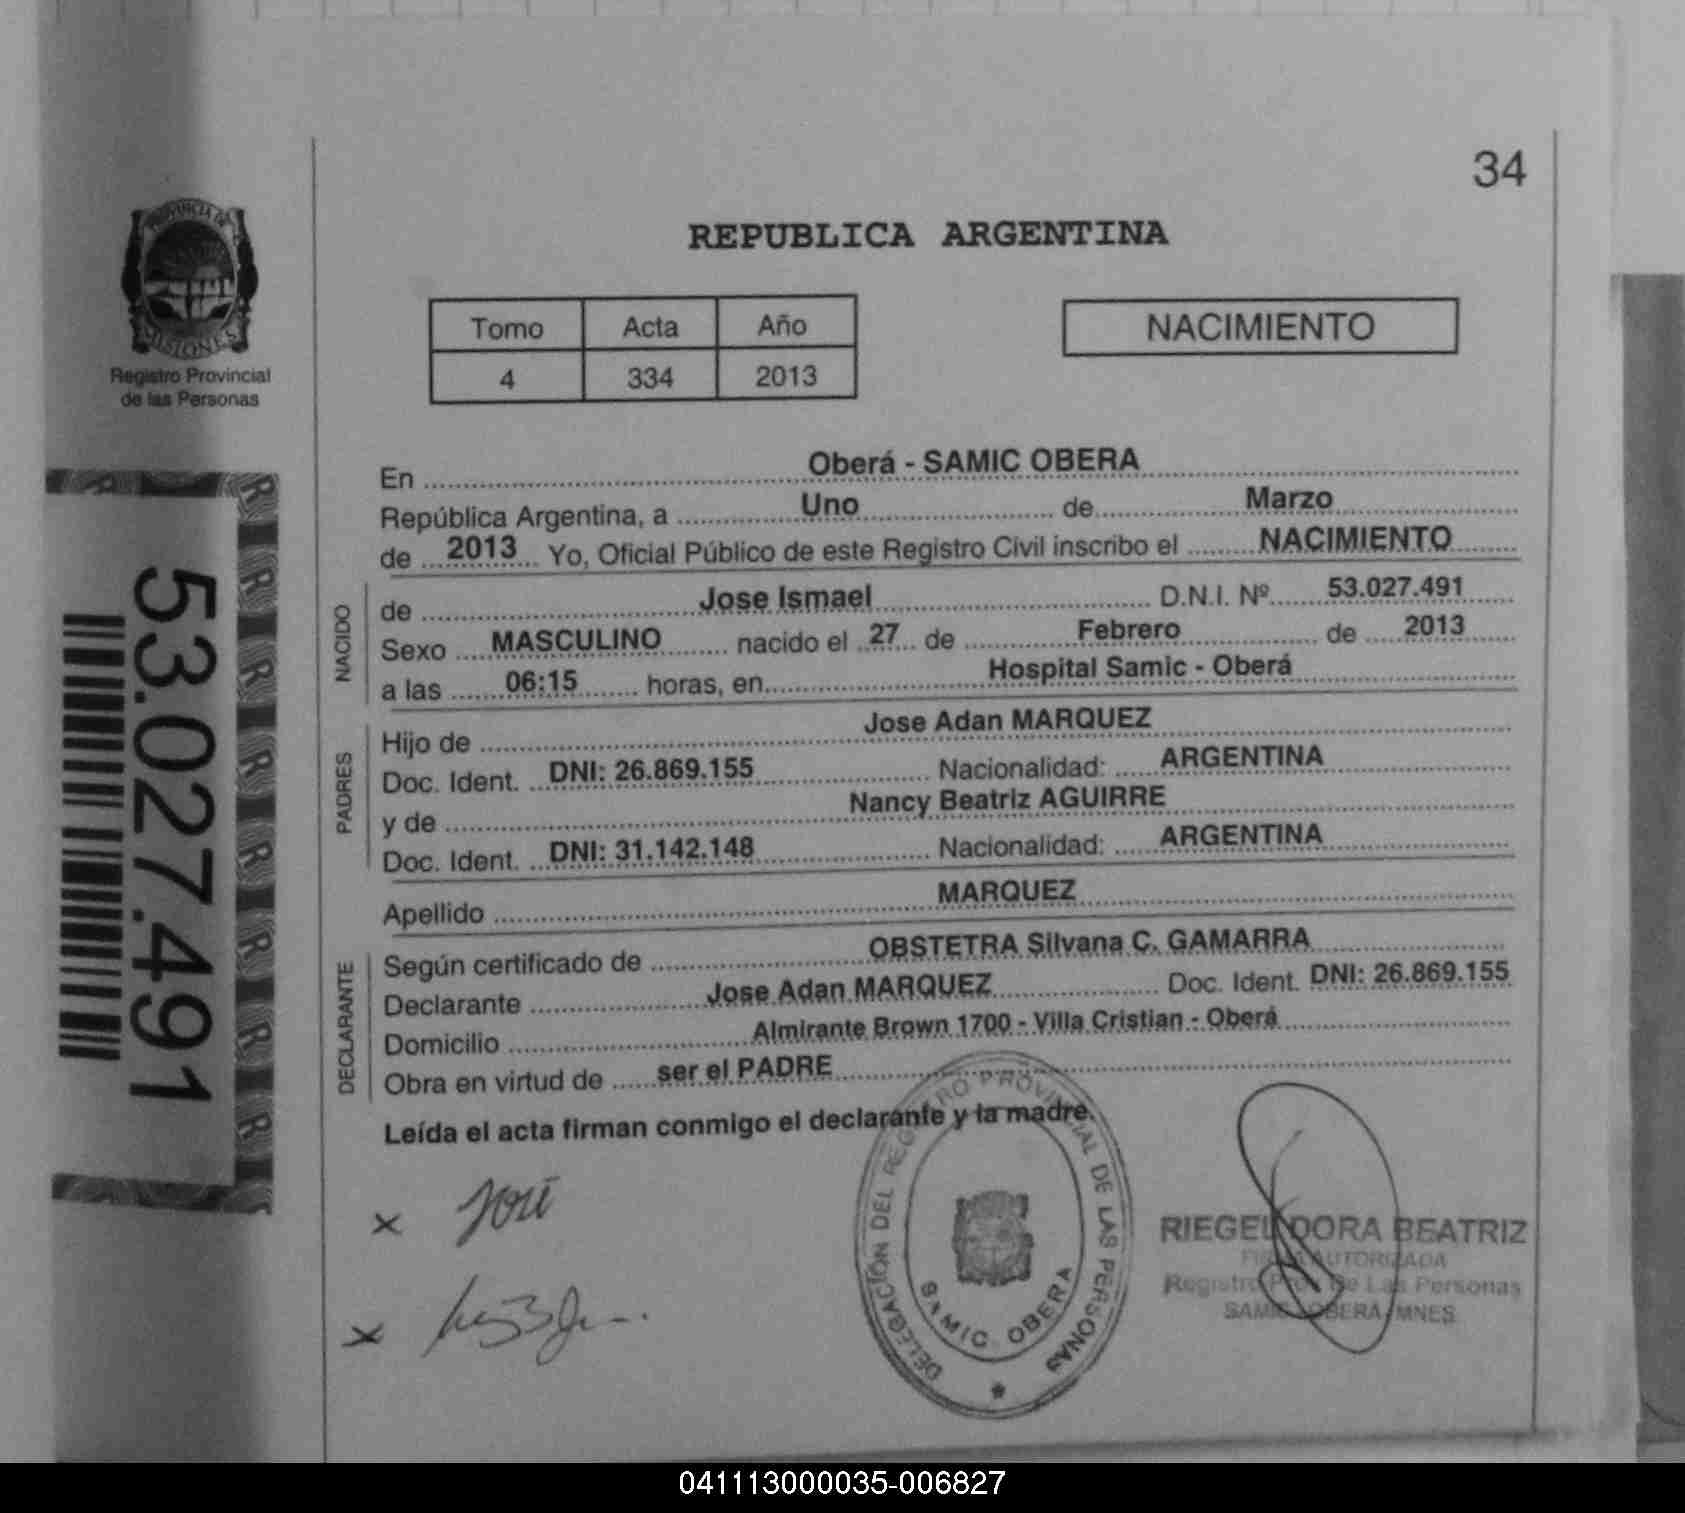 34
PROVINCIA DE
MISIONES
Registro Provincial
de las Personas
REPUBLICA ARGENTINA
Tomo Acta Año
4 334 2013
NACIMIENTO
53.027.491
En Oberá - SAMIC OBERA
República Argentina, a Uno de Marzo
de 2013 Yo, Oficial Público de este Registro Civil inscribo el NACIMIENTO
NACIDO
de Jose Ismael D.N.I. Nº 53.027.491
Sexo MASCULINO nacido el 27 de Febrero de 2013
a las 06:15 horas, en Hospital Samic - Oberá
PADRES
Hijo de Jose Adan MARQUEZ
Doc. Ident. DNI: 26.869.155 Nacionalidad: ARGENTINA
y de Nancy Beatriz AGUIRRE
Doc. Ident. DNI: 31.142.148 Nacionalidad: ARGENTINA
Apellido MARQUEZ
DECLARANTE
Según certificado de OBSTETRA Silvana C. GAMARRA
Declarante Jose Adan MARQUEZ Doc. Ident. DNI: 26.869.155
Domicilio Almirante Brown 1700 - Villa Cristian - Oberá
Obra en virtud de ser el PADRE
Leída el acta firman conmigo el declarante y la madre.
x José
x
DELEGACIÓN DEL REGISTRO PROVINCIAL DE LAS PERSONAS
SAMIC OBERA
RIEGEL DORA BEATRIZ
FIRMA AUTORIZADA
Registro Prov. De Las Personas
SAMIC OBERA MNES
041113000035-006827